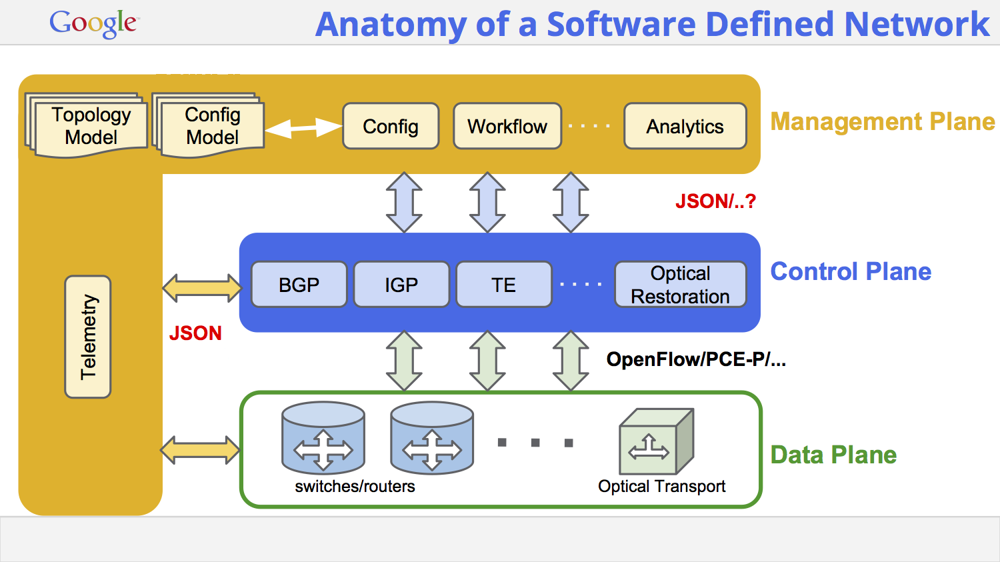 Google
Anatomy of a Software Defined Network
Topology
Model
Config
Model
Config
Workflow
Analytics
Management Plane
JSON/..?
BGP
IGP
TE
Optical
Restoration
Control Plane
Telemetry
JSON
OpenFlow/PCE-P/...
switches/routers
Optical Transport
Data Plane